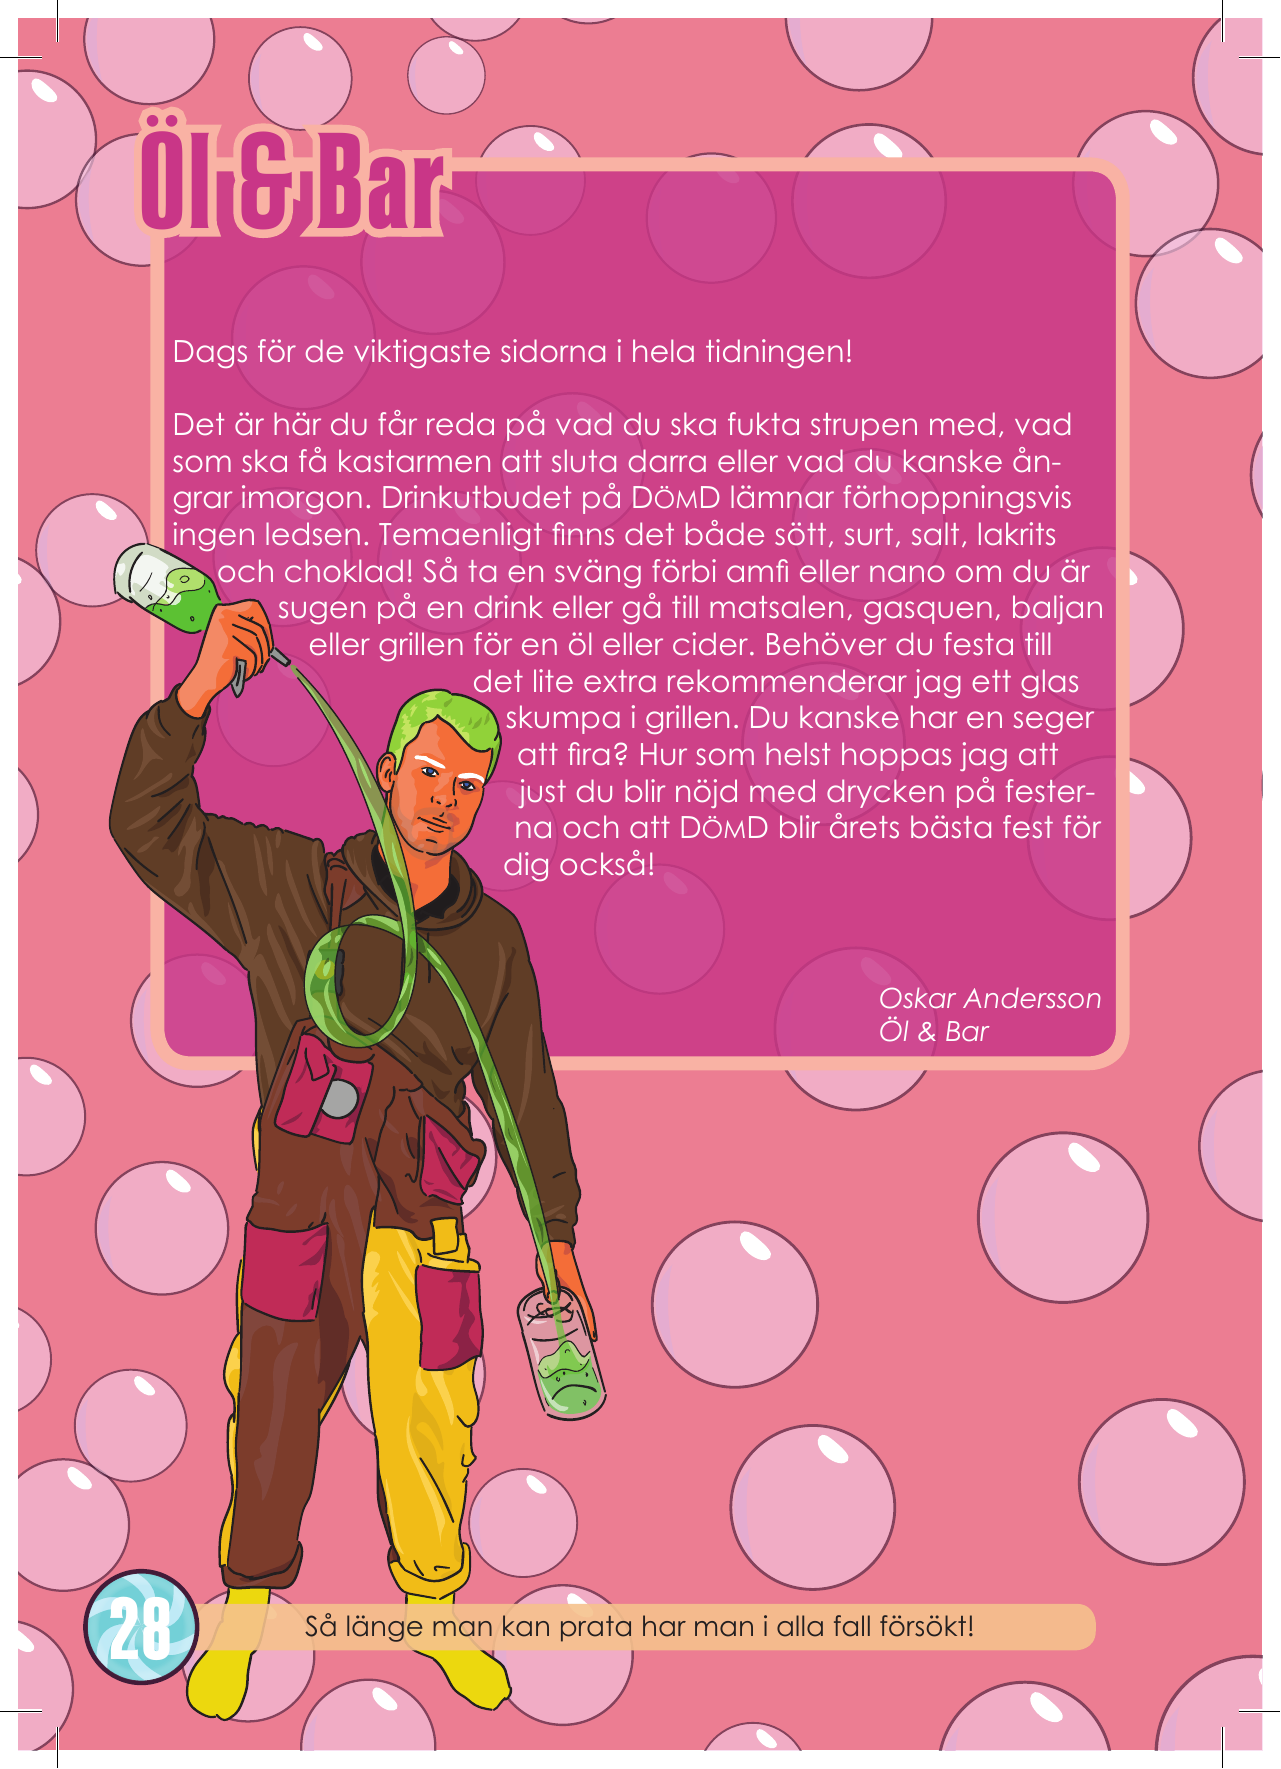 Öl & Bar
Dags för de viktigaste sidorna i hela tidningen!
Det är här du får reda på vad du ska fukta strupen med, vad
som ska få kastarmen att sluta darra eller vad du kanske ån-
grar imorgon. Drinkutbudet på DÖMD lämnar förhoppningsvis
ingen ledsen. Temaenligt finns det både sött, surt, salt, lakrits
och choklad! Så ta en sväng förbi amfi eller nano om du är
sugen på en drink eller gå till matsalen, gasquen, baljan
eller grillen för en öl eller cider. Behöver du festa till
det lite extra rekommenderar jag ett glas
skumpa i grillen. Du kanske har en seger
att fira? Hur som helst hoppas jag att
just du blir nöjd med drycken på fester-
na och att DÖMD blir årets bästa fest för
dig också!
Oskar Andersson
Öl & Bar
28
Så länge man kan prata har man i alla fall försökt!